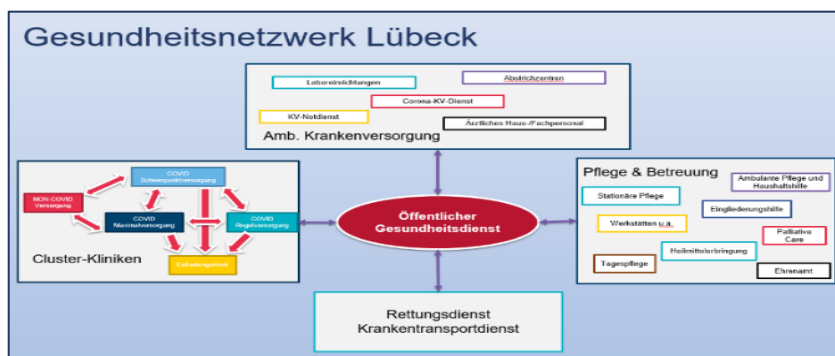 Gesundheitsnetzwerk Lübeck
Laboreinrichtungen
Abstrichzentren
Corona-KV-Dienst
KV-Notdienst
Ärztliches Haus-/Fachpersonal
Amb. Krankenversorgung
COVID
Schwerpunktversorgung
NON-COVID
Versorgung
COVID
Maximalversorgung
COVID
Regelversorgung
Entlastungsklinik
Cluster-Kliniken
Öffentlicher
Gesundheitsdienst
Pflege & Betreuung
Ambulante Pflege und
Haushaltshilfe
Stationäre Pflege
Eingliederungshilfe
Werkstätten u.a.
Palliative
Care
Heilmittelerbringung
Tagespflege
Ehrenamt
Rettungsdienst
Krankentransportdienst